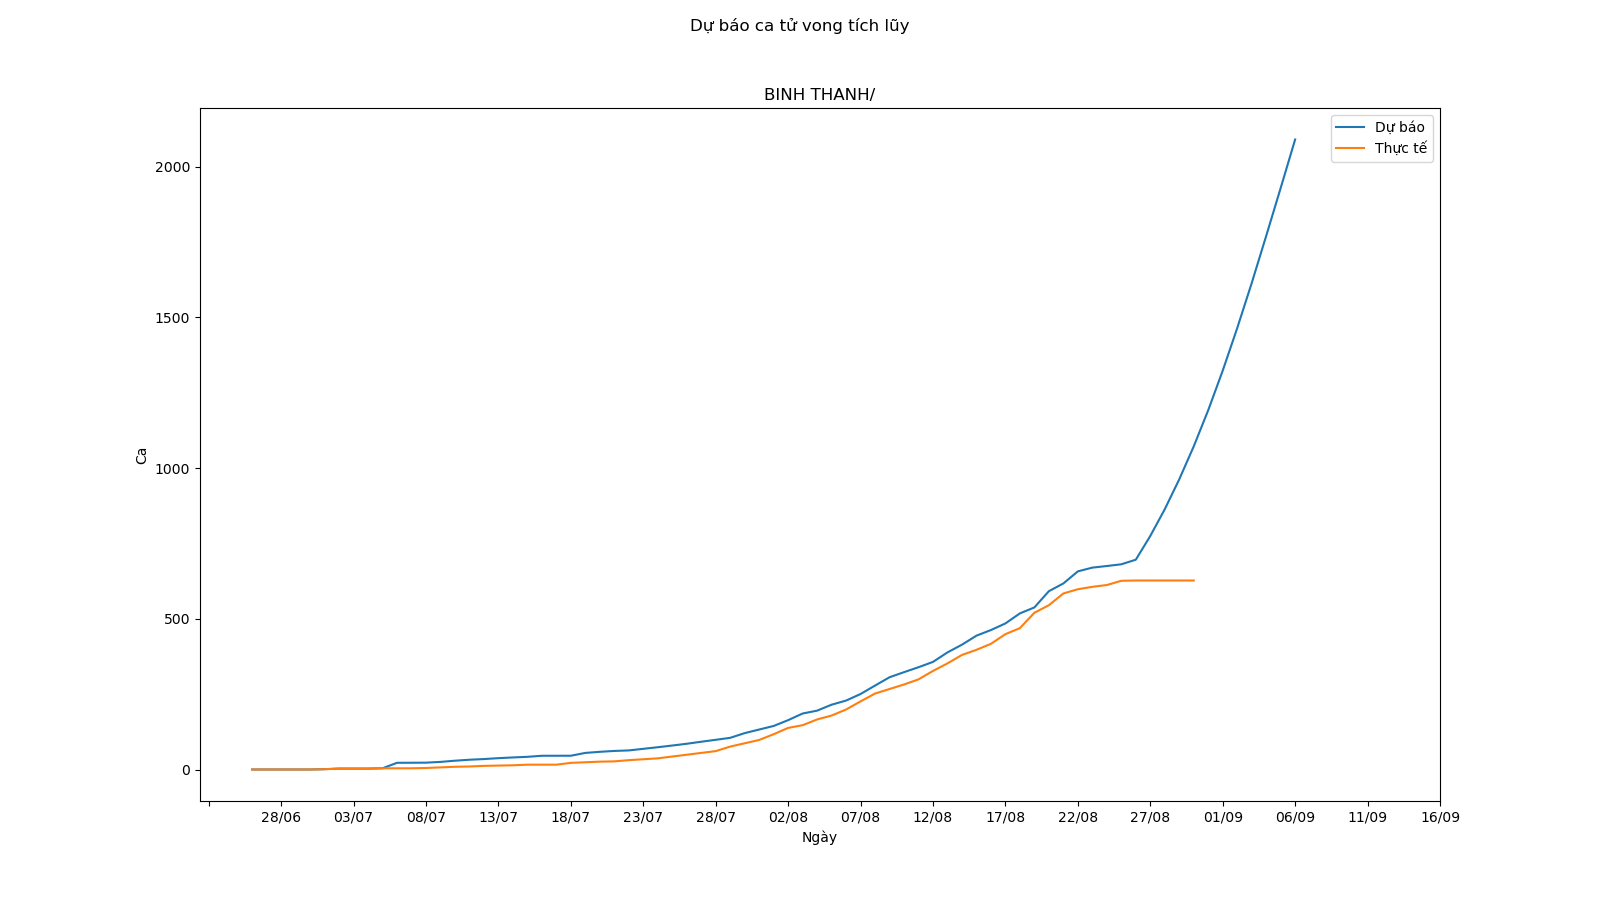 Dự báo ca tử vong tích lũy
BINH THANH/
Dự báo
Thực tế
2000
1500
1000
500
0
Ca
28/06 03/07 08/07 13/07 18/07 23/07 28/07 02/08 07/08 12/08 17/08 22/08 27/08 01/09 06/09 11/09 16/09
Ngày